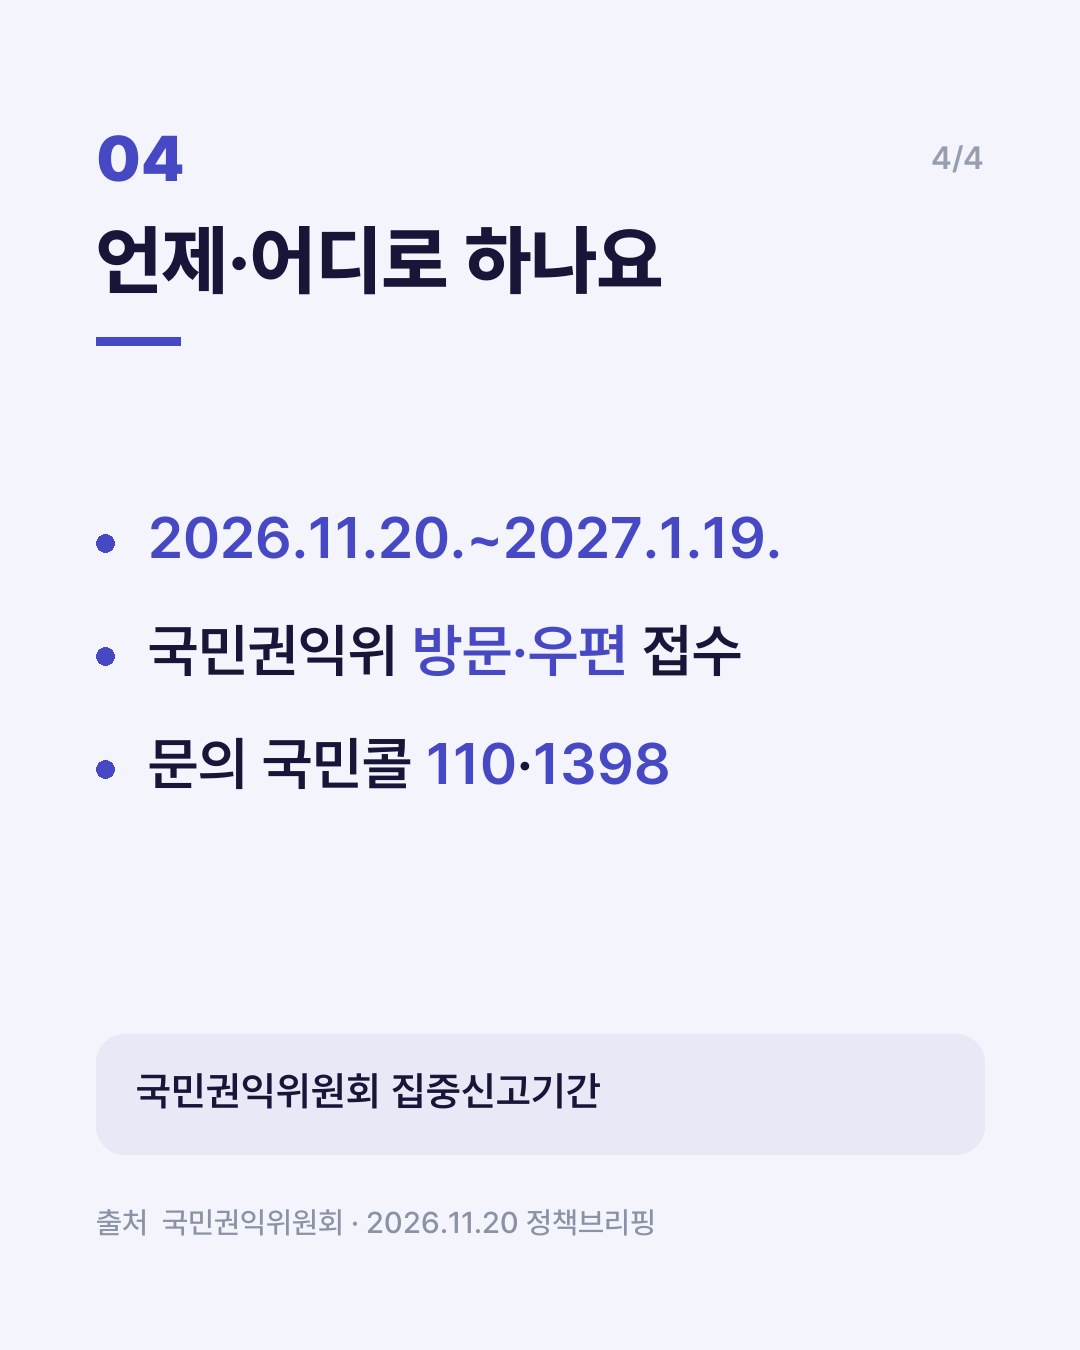 04
4/4
언제·어디로 하나요
2026.11.20.~2027.1.19.
국민권익위 방문·우편 접수
문의 국민콜 110·1398
국민권익위원회 집중신고기간
출처 국민권익위원회 · 2026.11.20 정책브리핑